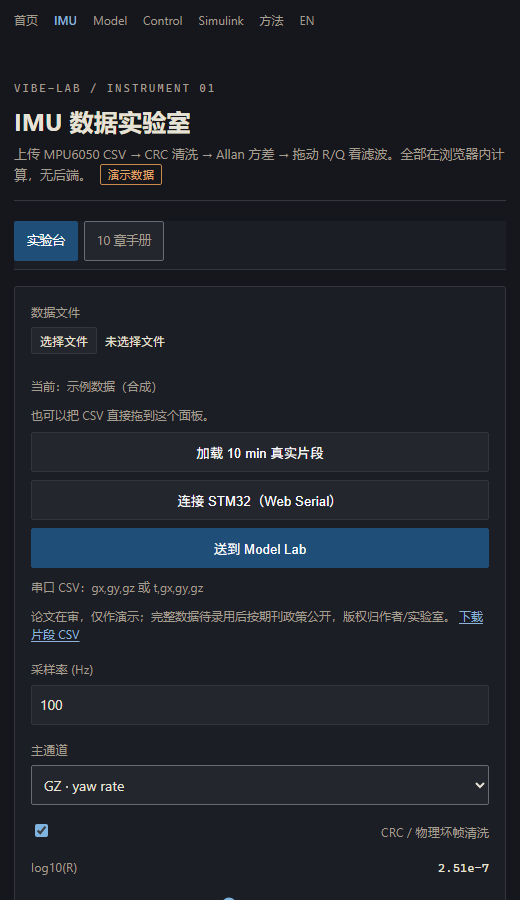 首页 IMU Model Control Simulink 方法 EN
VIBE-LAB / INSTRUMENT 01
IMU 数据实验室
上传 MPU6050 CSV → CRC 清洗 → Allan 方差 → 拖动 R/Q 看滤波。全部在浏览器内计
算，无后端。 演示数据
实验台 10 章手册
数据文件
选择文件 未选择文件
当前：示例数据（合成）
也可以把 CSV 直接拖到这个面板。
加载 10 min 真实片段
连接 STM32（Web Serial）
送到 Model Lab
串口 CSV：gx,gy,gz 或 t,gx,gy,gz
论文在审，仅作演示；完整数据待录用后按期刊政策公开，版权归作者/实验室。 下载
片段 CSV
采样率 (Hz)
100
主通道
GZ · yaw rate
CRC / 物理坏帧清洗
log10(R) 2.51e-7